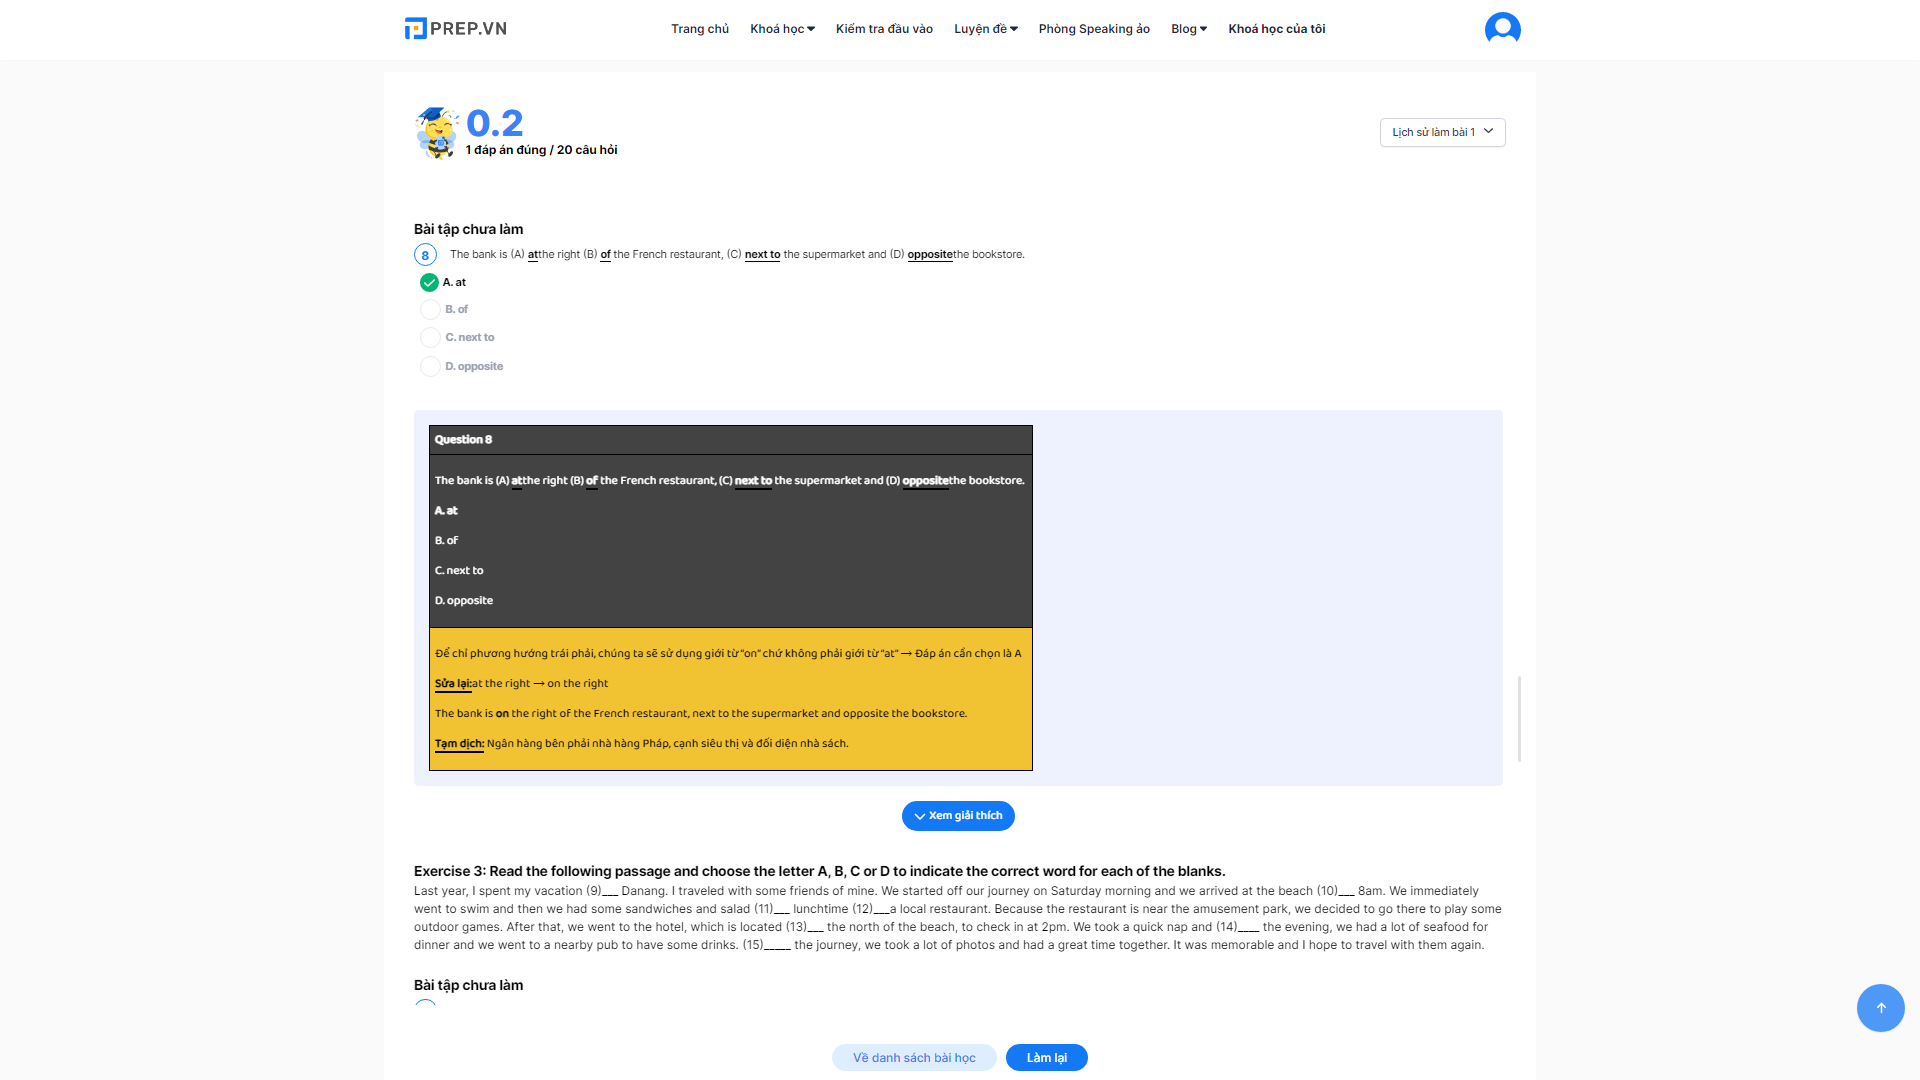 PREP.VN
Trang chủ Khoá học Kiểm tra đầu vào Luyện đề Phòng Speaking ảo Blog Khoá học của tôi
0.2
1 đáp án đúng / 20 câu hỏi
Lịch sử làm bài 1
Bài tập chưa làm
8 The bank is (A) atthe right (B) of the French restaurant, (C) next to the supermarket and (D) oppositethe bookstore.
A. at
B. of
C. next to
D. opposite
Question 8
The bank is (A) atthe right (B) of the French restaurant, (C) next to the supermarket and (D) oppositethe bookstore.
A. at
B. of
C. next to
D. opposite
Để chỉ phương hướng trái phải, chúng ta sẽ sử dụng giới từ “on” chứ không phải giới từ “at” → Đáp án cần chọn là A
Sửa lại:at the right → on the right
The bank is on the right of the French restaurant, next to the supermarket and opposite the bookstore.
Tạm dịch: Ngân hàng bên phải nhà hàng Pháp, cạnh siêu thị và đối diện nhà sách.
Xem giải thích
Exercise 3: Read the following passage and choose the letter A, B, C or D to indicate the correct word for each of the blanks.
Last year, I spent my vacation (9)___ Danang. I traveled with some friends of mine. We started off our journey on Saturday morning and we arrived at the beach (10)___ 8am. We immediately
went to swim and then we had some sandwiches and salad (11)___ lunchtime (12)___a local restaurant. Because the restaurant is near the amusement park, we decided to go there to play some
outdoor games. After that, we went to the hotel, which is located (13)___ the north of the beach, to check in at 2pm. We took a quick nap and (14)____ the evening, we had a lot of seafood for
dinner and we went to a nearby pub to have some drinks. (15)_____ the journey, we took a lot of photos and had a great time together. It was memorable and I hope to travel with them again.
Bài tập chưa làm
Về danh sách bài học Làm lại